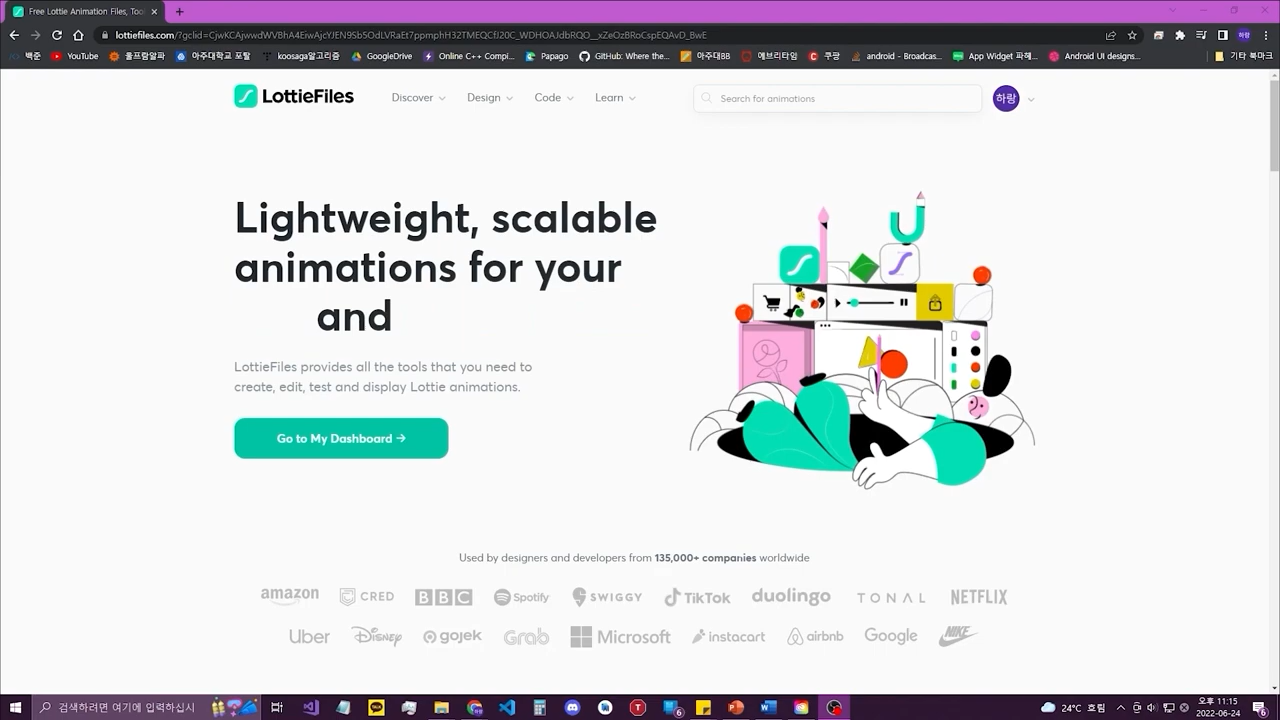 Free Lottie Animation Files, Too
lottiefiles.com/?gclid=CjwKCAjwwdWVBhA4EiwAjcYJEN9Sb5OdLVRaEt7ppmphH32TMEQCfJ20C_WDHOAJdbRQO__xZeOzBRoCspEQAvD_BwE
하랑
백준 YouTube 올프람알파 아주대학교 포탈 koosaga알고리즘 GoogleDrive Online C++ Compi... Papago GitHub: Where the... 아주대BB 에브리타임 쿠팡 android - Broadcas... App Widget 파헤... Android UI designs... 기타 북마크
LottieFiles Discover Design Code Learn Search for animations 하랑
Lightweight, scalable
animations for your
and
LottieFiles provides all the tools that you need to
create, edit, test and display Lottie animations.
Go to My Dashboard →
Used by designers and developers from 135,000+ companies worldwide
amazon CRED BBC Spotify SWIGGY TikTok duolingo TONAL NETFLIX
Uber Disney gojek Grab Microsoft instacart airbnb Google NIKE
검색하려면 여기에 입력하십시 24°C 흐림 오후 11:15
2022-06-24